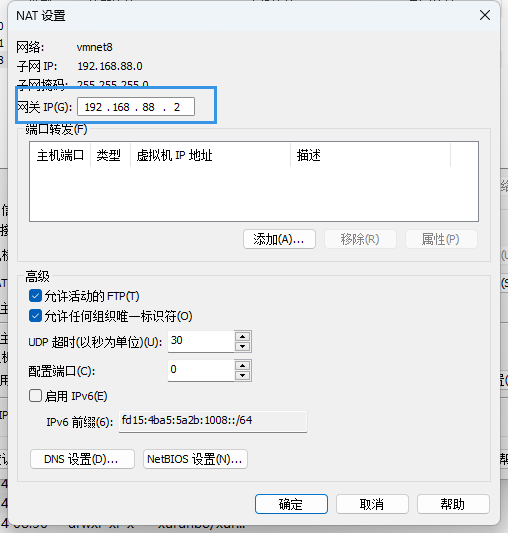 NAT 设置
网络: vmnet8
子网 IP: 192.168.88.0
子网掩码: 255.255.255.0
网关 IP(G): 192 . 168 . 88 . 2
端口转发(F)
主机端口 类型 虚拟机 IP 地址 描述
添加(A)... 移除(R) 属性(P)
高级
允许活动的 FTP(T)
允许任何组织唯一标识符(O)
UDP 超时(以秒为单位)(U): 30
配置端口(C): 0
启用 IPv6(E)
IPv6 前缀(6): fd15:4ba5:5a2b:1008::/64
DNS 设置(D)... NetBIOS 设置(N)...
确定 取消 帮助